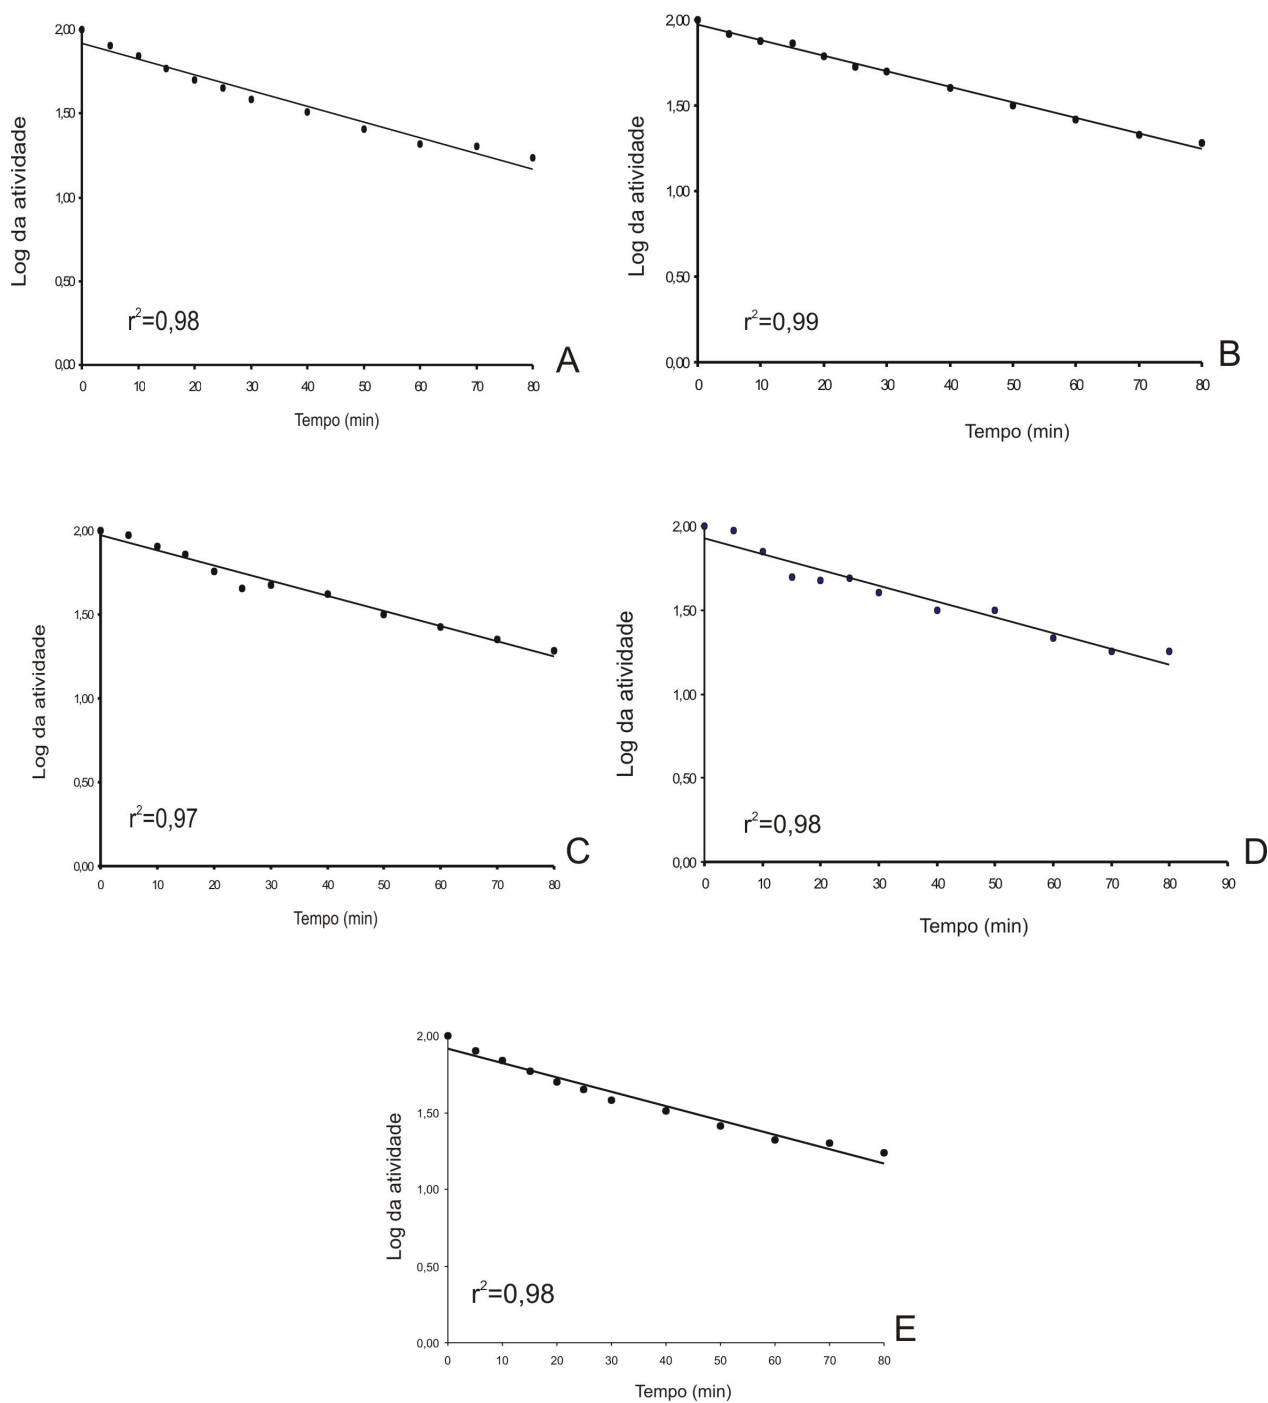 2,00
1,50
1,00
0,50
0,00
Log da atividade
r²=0,98
A
0 10 20 30 40 50 60 70 80
Tempo (min)
2,00
1,50
1,00
0,50
0,00
Log da atividade
r²=0,99
B
0 10 20 30 40 50 60 70 80
Tempo (min)
2,00
1,50
1,00
0,50
0,00
Log da atividade
r²=0,97
C
0 10 20 30 40 50 60 70 80
Tempo (min)
2,00
1,50
1,00
0,50
0,00
Log da atividade
r²=0,98
D
0 10 20 30 40 50 60 70 80 90
Tempo (min)
2,00
1,50
1,00
0,50
0,00
Log da atividade
r²=0,98
E
0 10 20 30 40 50 60 70 80
Tempo (min)